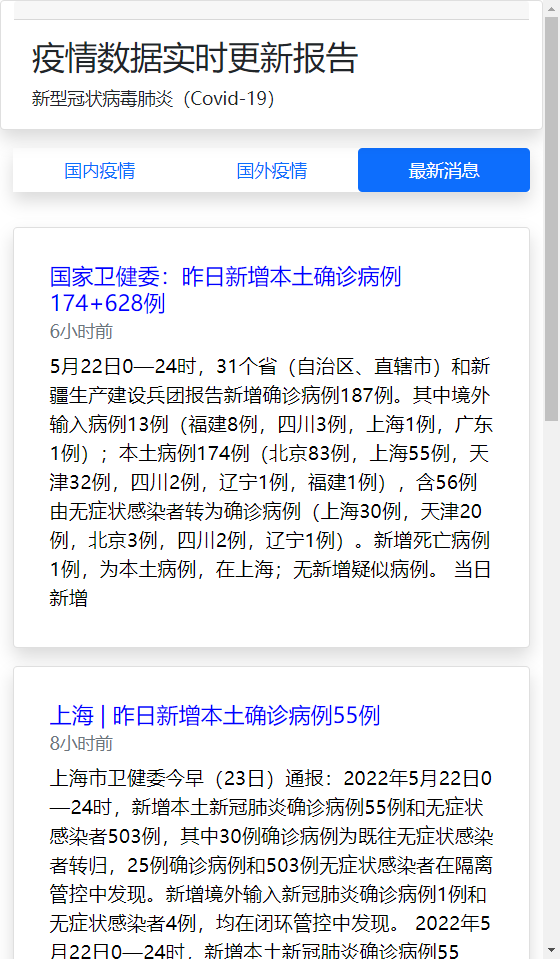 疫情数据实时更新报告
新型冠状病毒肺炎（Covid-19）
国内疫情 国外疫情 最新消息
国家卫健委：昨日新增本土确诊病例
174+628例
6小时前
5月22日0—24时，31个省（自治区、直辖市）和新
疆生产建设兵团报告新增确诊病例187例。其中境外
输入病例13例（福建8例，四川3例，上海1例，广东
1例）；本土病例174例（北京83例，上海55例，天
津32例，四川2例，辽宁1例，福建1例），含56例
由无症状感染者转为确诊病例（上海30例，天津20
例，北京3例，四川2例，辽宁1例）。新增死亡病例
1例，为本土病例，在上海；无新增疑似病例。 当日
新增
上海 | 昨日新增本土确诊病例55例
8小时前
上海市卫健委今早（23日）通报：2022年5月22日0
—24时，新增本土新冠肺炎确诊病例55例和无症状
感染者503例，其中30例确诊病例为既往无症状感染
者转归，25例确诊病例和503例无症状感染者在隔离
管控中发现。新增境外输入新冠肺炎确诊病例1例和
无症状感染者4例，均在闭环管控中发现。 2022年5
月22日0—24时，新增本土新冠肺炎确诊病例55